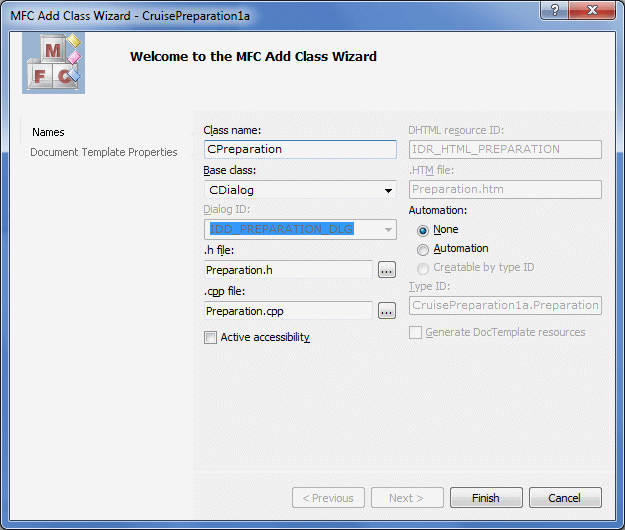 MFC Add Class Wizard - CruisePreparation1a
M
F C
Welcome to the MFC Add Class Wizard
Names
Document Template Properties
Class name:
CPreparation
Base class:
CDialog
Dialog ID:
IDD_PREPARATION_DLG
.h file:
Preparation.h
...
.cpp file:
Preparation.cpp
...
Active accessibility
DHTML resource ID:
IDR_HTML_PREPARATION
.HTM file:
Preparation.htm
Automation:
None
Automation
Creatable by type ID
Type ID:
CruisePreparation1a.Preparation
Generate DocTemplate resources
< Previous
Next >
Finish
Cancel